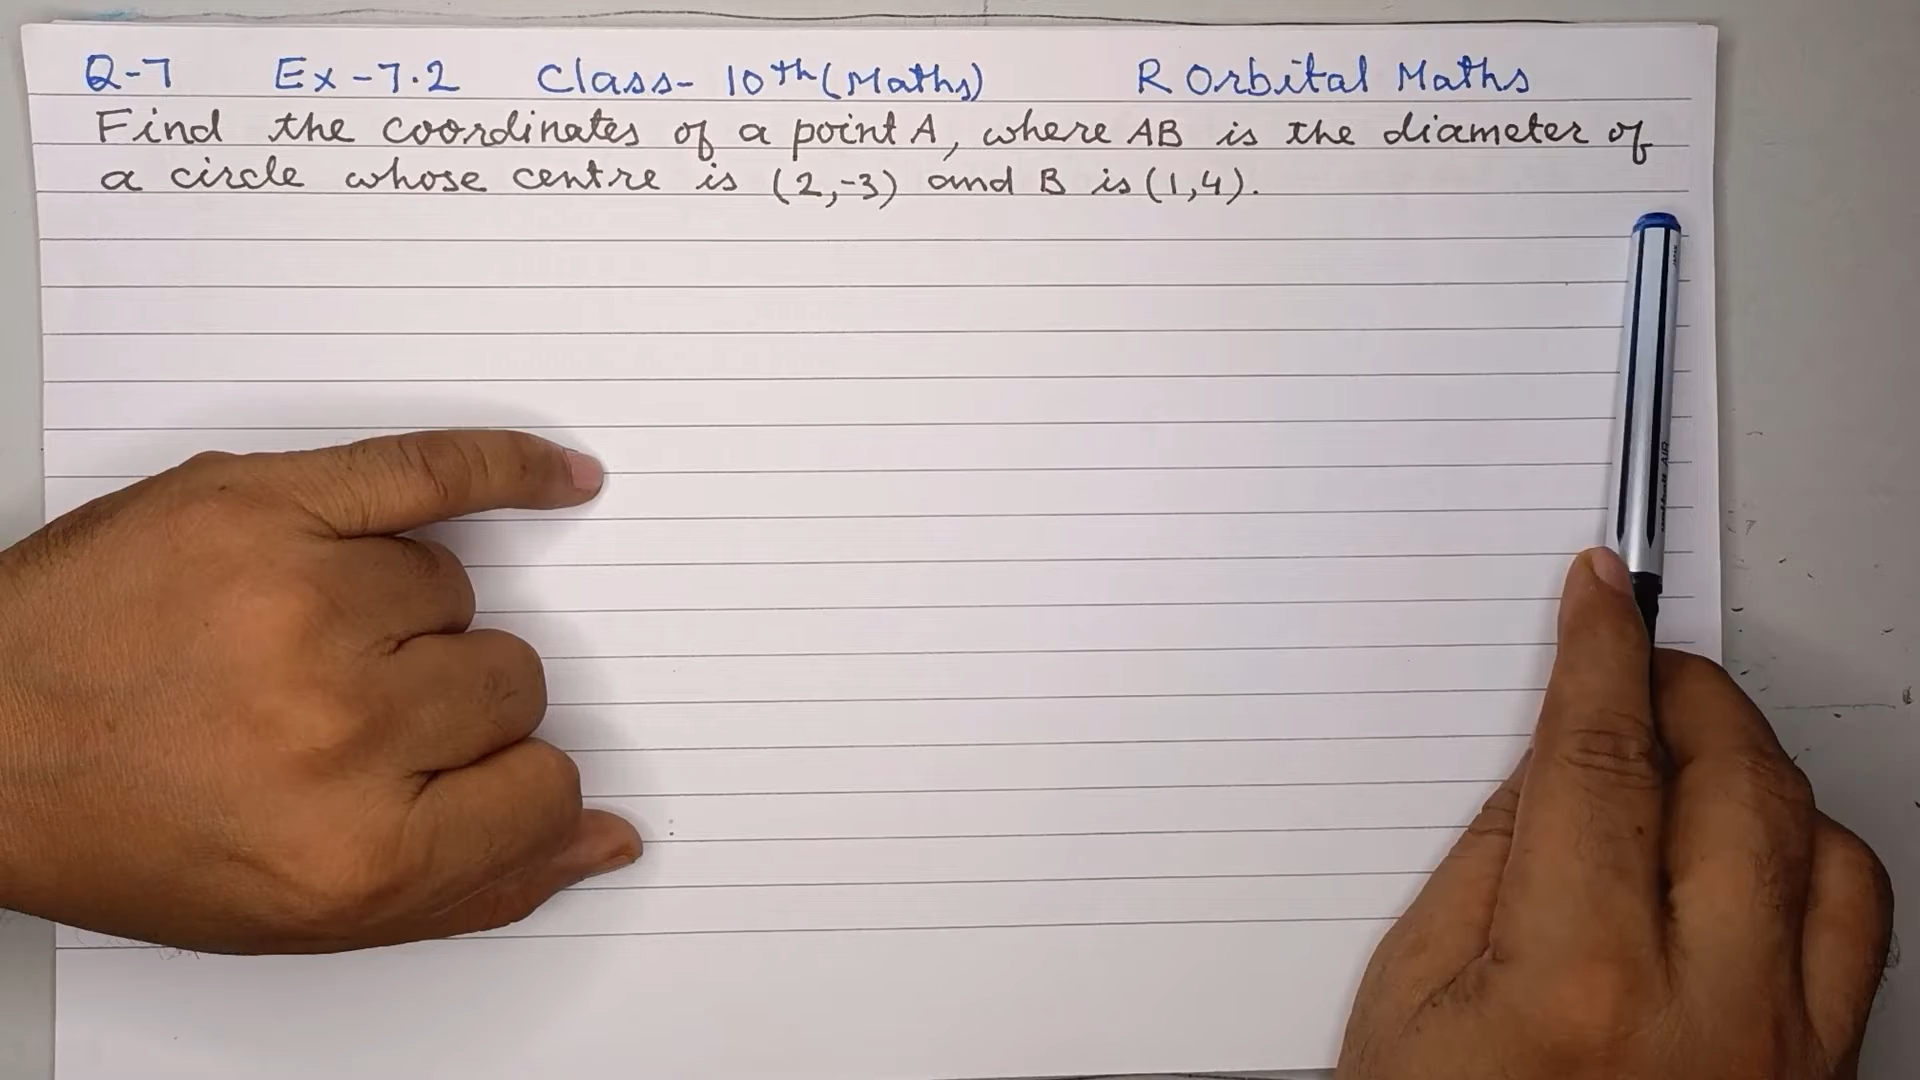 Q-7 Ex-7.2 Class- 10th (Maths) R Orbital Maths
Find the coordinates of a point A, where AB is the diameter of
a circle whose centre is (2,-3) and B is (1,4).